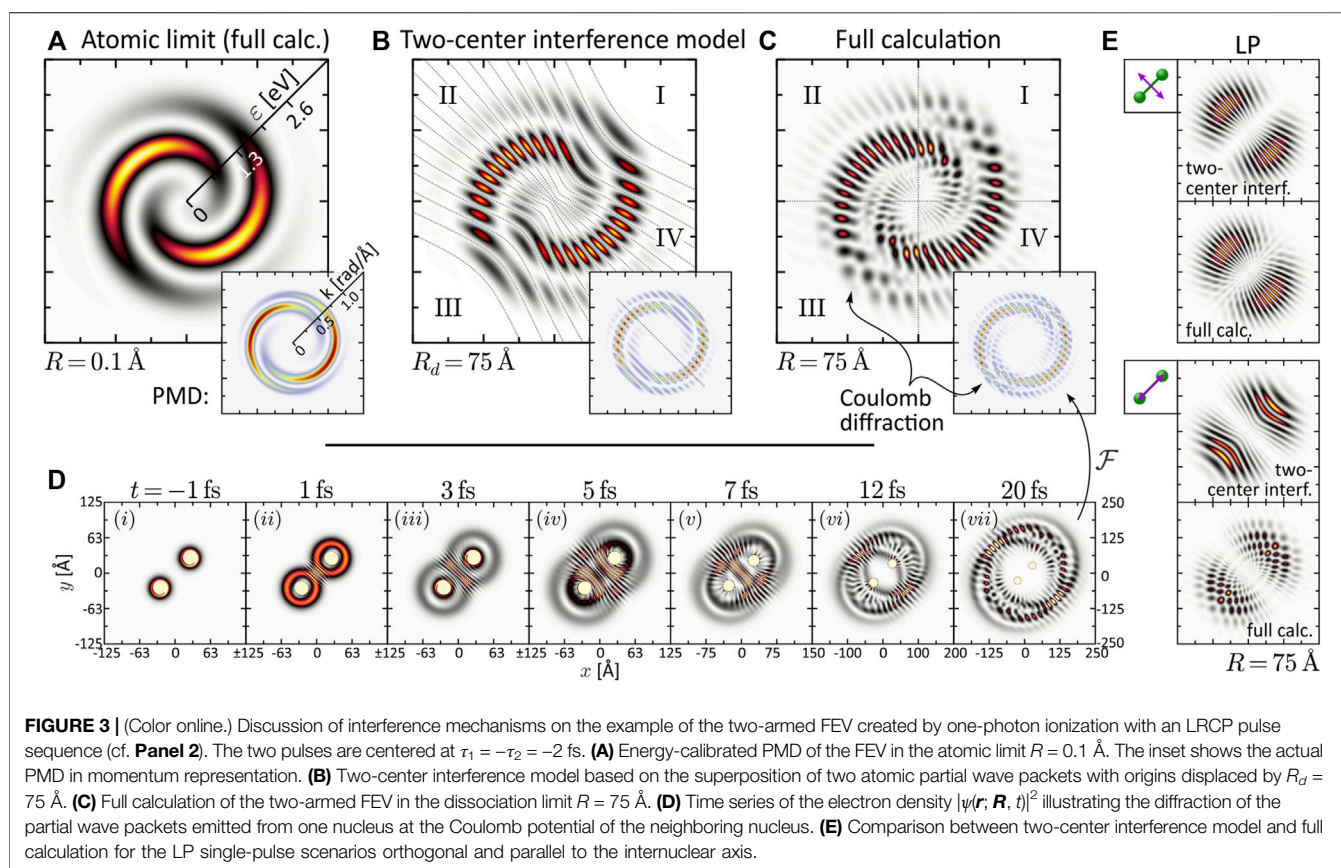 A Atomic limit (full calc.)
B Two-center interference model
C Full calculation
E LP
ε [eV]
2.6
1.3
0
II
I
IV
III
II
I
IV
III
two-
center interf.
full calc.
k [rad/Å]
1.0
0.5
0
R = 0.1 Å
PMD:
R_d = 75 Å
R = 75 Å
Coulomb
diffraction
ℱ
two-
center interf.
full calc.
R = 75 Å
D t = −1 fs 1 fs 3 fs 5 fs 7 fs 12 fs 20 fs
(i) (ii) (iii) (iv) (v) (vi) (vii)
125 250
63 125
0 0
-63 -125
-125 -250
y [Å]
-125 -63 0 63 ±125 -63 0 63 ±125 -63 0 63 ±125 -63 0 63 ±125 -75 0 75 150 -100 0 100 200 -125 0 125 250
x [Å]
FIGURE 3 | (Color online.) Discussion of interference mechanisms on the example of the two-armed FEV created by one-photon ionization with an LRCP pulse
sequence (cf. Panel 2). The two pulses are centered at τ1 = −τ2 = −2 fs. (A) Energy-calibrated PMD of the FEV in the atomic limit R = 0.1 Å. The inset shows the actual
PMD in momentum representation. (B) Two-center interference model based on the superposition of two atomic partial wave packets with origins displaced by Rd =
75 Å. (C) Full calculation of the two-armed FEV in the dissociation limit R = 75 Å. (D) Time series of the electron density |ψ(r; R, t)|² illustrating the diffraction of the
partial wave packets emitted from one nucleus at the Coulomb potential of the neighboring nucleus. (E) Comparison between two-center interference model and full
calculation for the LP single-pulse scenarios orthogonal and parallel to the internuclear axis.